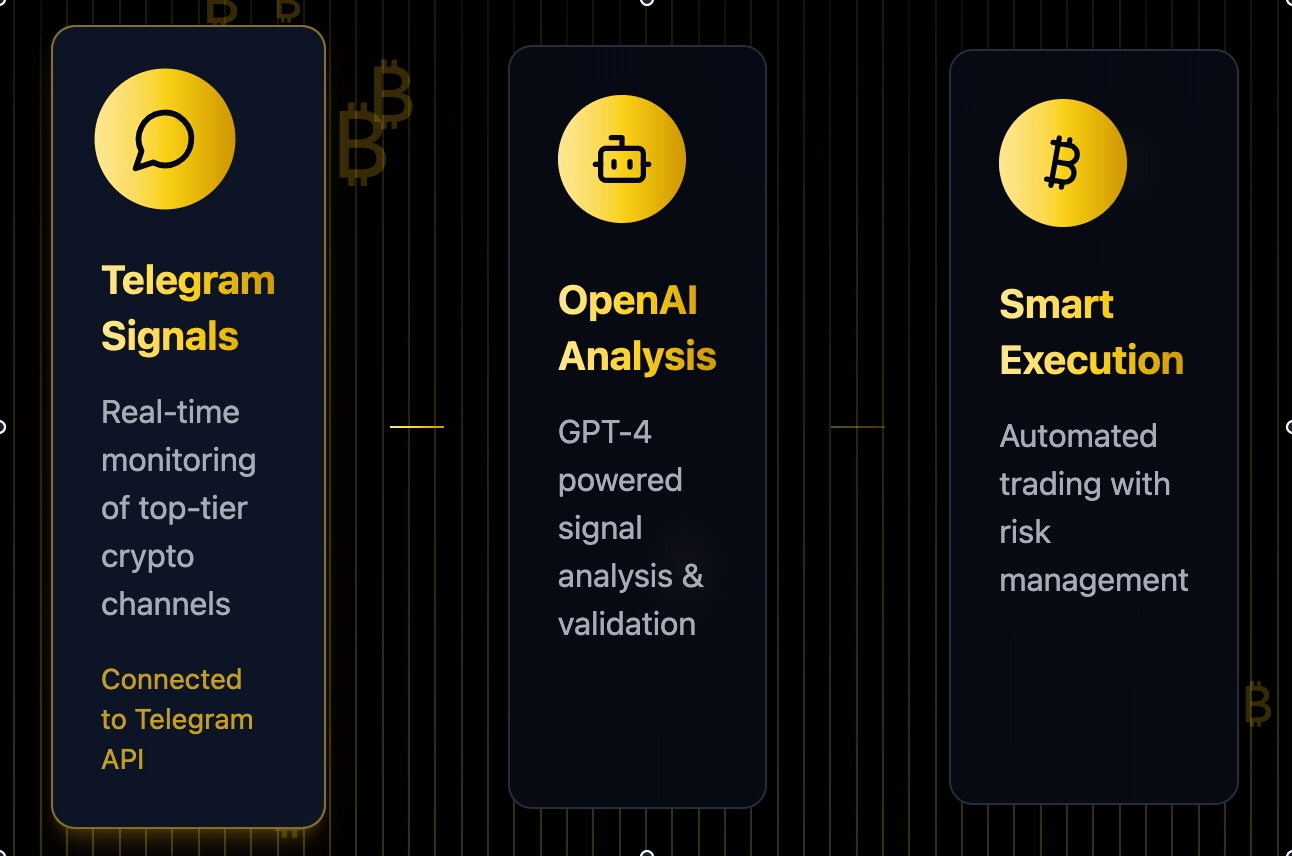 Telegram
Signals
Real-time
monitoring
of top-tier
crypto
channels
Connected
to Telegram
API
OpenAI
Analysis
GPT-4
powered
signal
analysis &
validation
Smart
Execution
Automated
trading with
risk
management